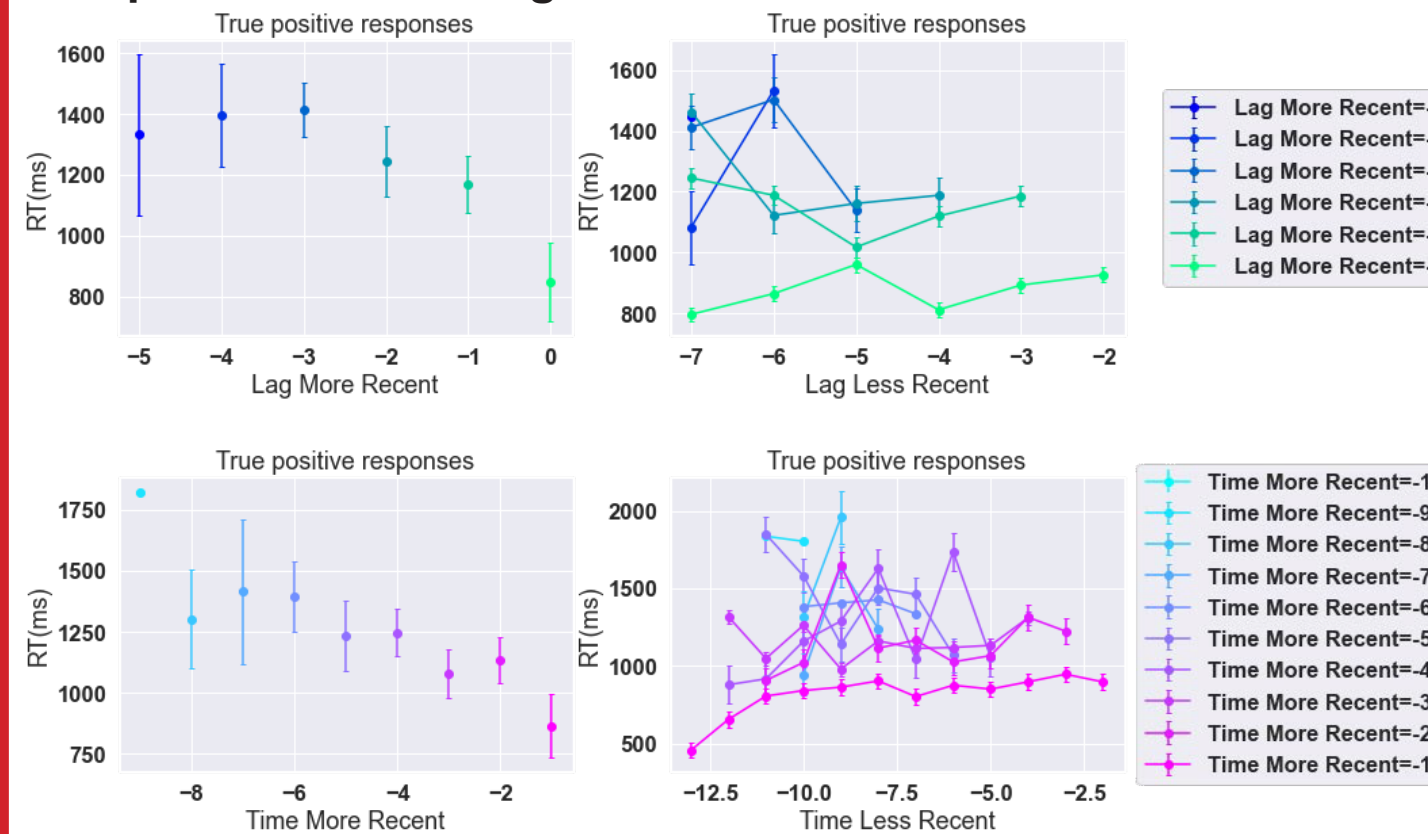 True positive responses
1600
1400
1200
1000
800
RT(ms)
−5 −4 −3 −2 −1 0
Lag More Recent
True positive responses
1600
1400
1200
1000
800
RT(ms)
−7 −6 −5 −4 −3 −2
Lag Less Recent
Lag More Recent=-
Lag More Recent=-
Lag More Recent=-
Lag More Recent=-
Lag More Recent=-
Lag More Recent=-
True positive responses
1750
1500
1250
1000
750
RT(ms)
−8 −6 −4 −2
Time More Recent
True positive responses
2000
1500
1000
500
RT(ms)
−12.5 −10.0 −7.5 −5.0 −2.5
Time Less Recent
Time More Recent=-1
Time More Recent=-9
Time More Recent=-8
Time More Recent=-7
Time More Recent=-6
Time More Recent=-5
Time More Recent=-4
Time More Recent=-3
Time More Recent=-2
Time More Recent=-1